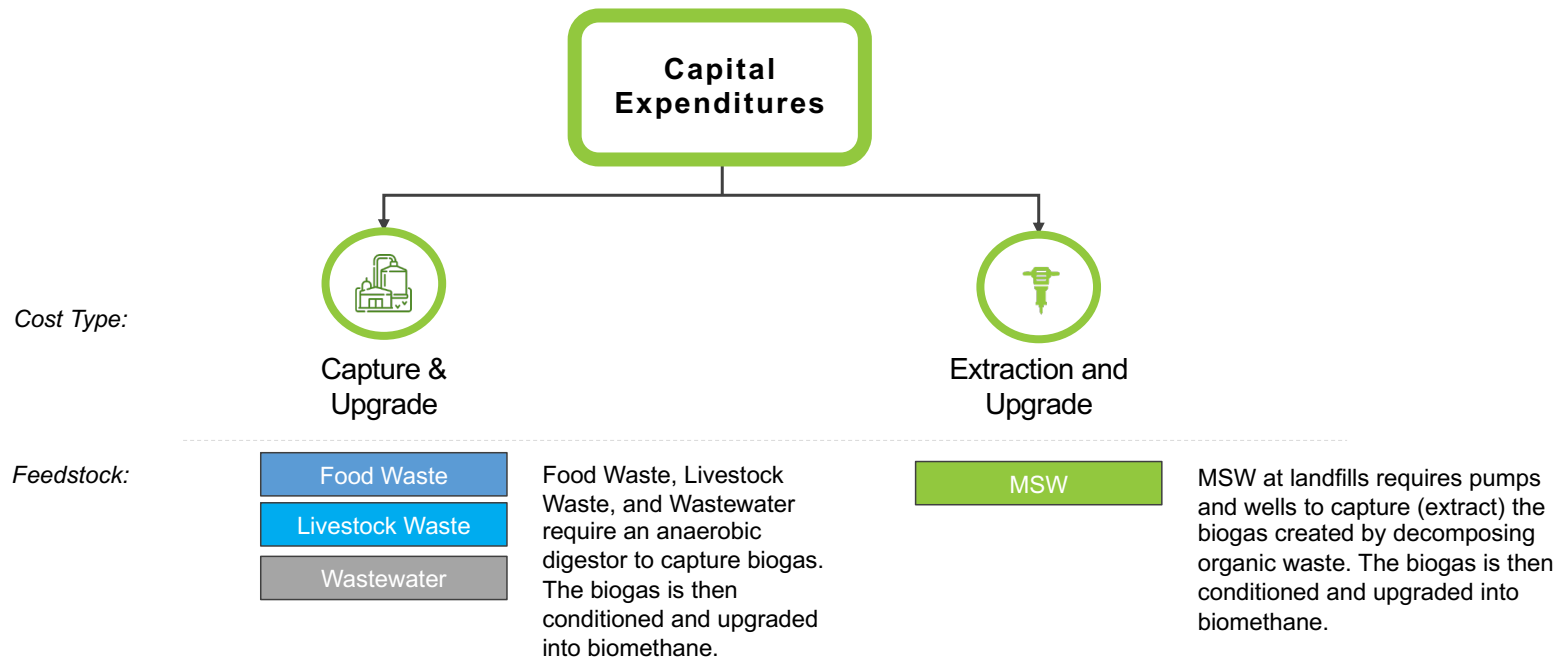 Capital
Expenditures
Cost Type:
Capture &
Upgrade
Extraction and
Upgrade
Feedstock:
Food Waste
Livestock Waste
Wastewater
Food Waste, Livestock
Waste, and Wastewater
require an anaerobic
digestor to capture biogas.
The biogas is then
conditioned and upgraded
into biomethane.
MSW
MSW at landfills requires pumps
and wells to capture (extract) the
biogas created by decomposing
organic waste. The biogas is then
conditioned and upgraded into
biomethane.